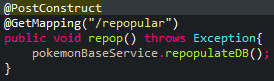 @PostConstruct
@GetMapping("/repopular")
public void repop() throws Exception{
pokemonBaseService.repopulateDB();
}